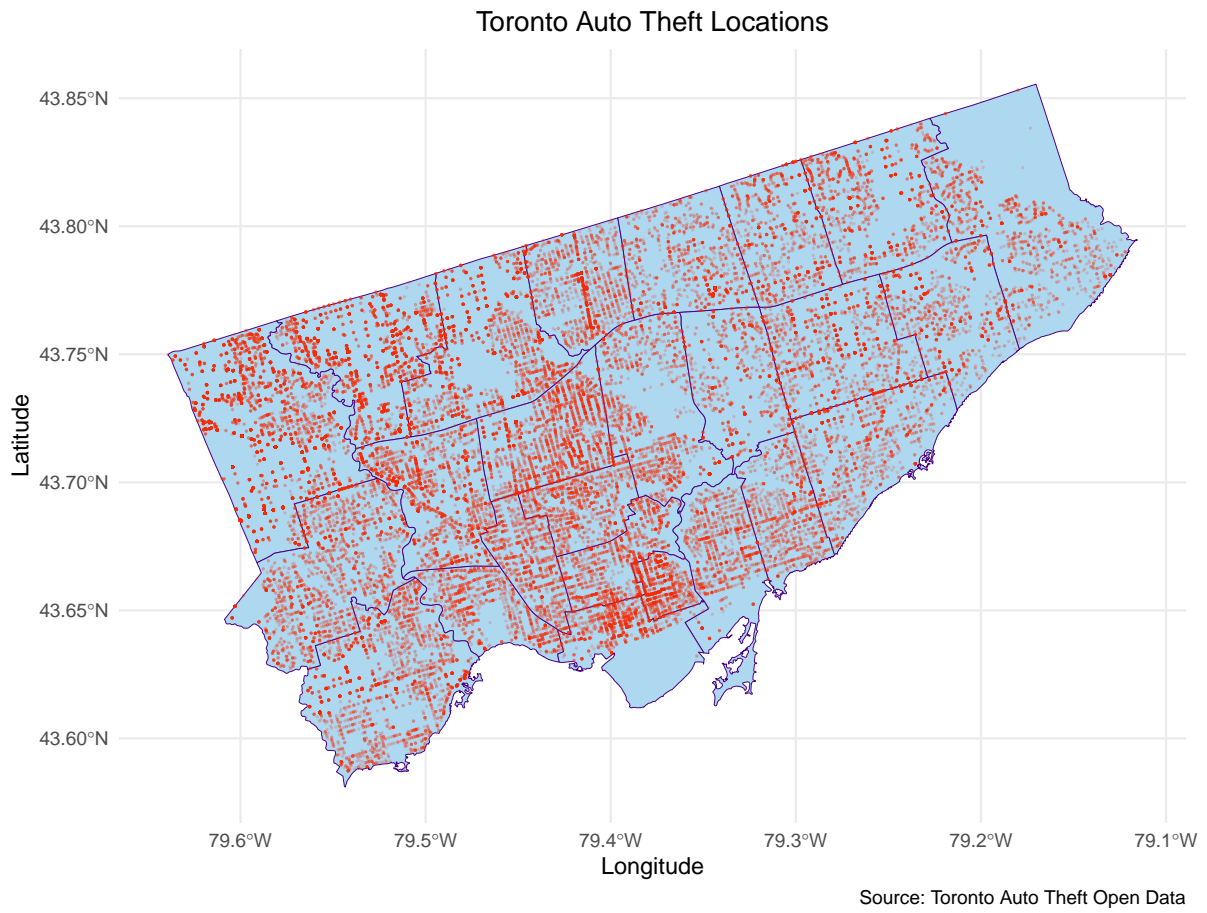 Toronto Auto Theft Locations
43.85°N
43.80°N
43.75°N
43.70°N
43.65°N
43.60°N
Latitude
79.6°W 79.5°W 79.4°W 79.3°W 79.2°W 79.1°W
Longitude
Source: Toronto Auto Theft Open Data